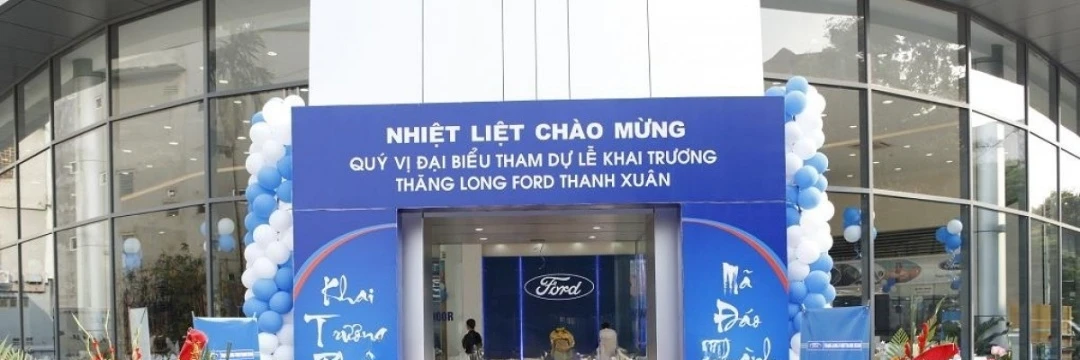 NHIỆT LIỆT CHÀO MỪNG
QUÝ VỊ ĐẠI BIỂU THAM DỰ LỄ KHAI TRƯƠNG
THĂNG LONG FORD THANH XUÂN
Ford
Khai
Trương
Mã
Đáo